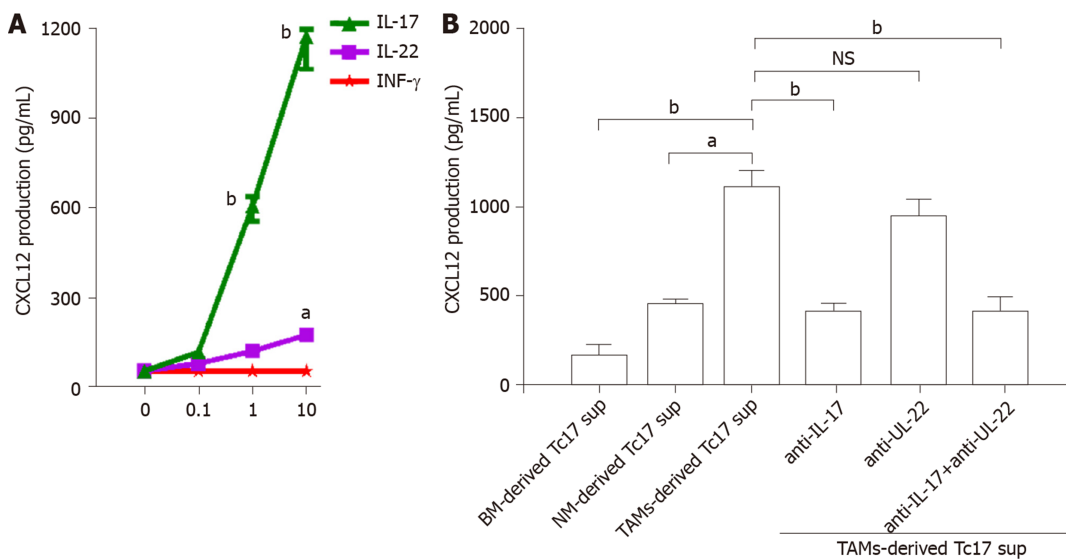 A
IL-17
IL-22
INF-γ
CXCL12 production (pg/mL)
1200
900
600
300
0
b
b
a
0 0.1 1 10
B
CXCL12 production (pg/mL)
2000
1500
1000
500
0
b
NS
b
b
a
BM-derived Tc17 sup
NM-derived Tc17 sup
TAMs-derived Tc17 sup
anti-IL-17
anti-UL-22
anti-IL-17+anti-UL-22
TAMs-derived Tc17 sup